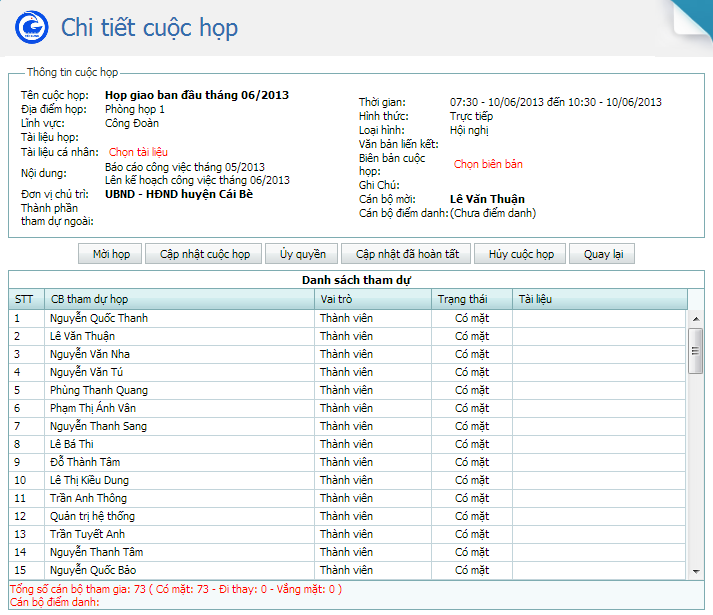 Chi tiết cuộc họp
Thông tin cuộc họp
Tên cuộc họp: Họp giao ban đầu tháng 06/2013
Địa điểm họp: Phòng họp 1
Lĩnh vực: Công Đoàn
Tài liệu họp:
Tài liệu cá nhân: Chọn tài liệu
Nội dung: Báo cáo công việc tháng 05/2013
Lên kế hoạch công việc tháng 06/2013
Đơn vị chủ trì: UBND - HĐND huyện Cái Bè
Thành phần
tham dự ngoài:
Thời gian: 07:30 - 10/06/2013 đến 10:30 - 10/06/2013
Hình thức: Trực tiếp
Loại hình: Hội nghị
Văn bản liên kết:
Biên bản cuộc
họp: Chọn biên bản
Ghi Chú:
Cán bộ mời: Lê Văn Thuận
Cán bộ điểm danh: (Chưa điểm danh)
Mời họp Cập nhật cuộc họp Ủy quyền Cập nhật đã hoàn tất Hủy cuộc họp Quay lại
Danh sách tham dự
STT CB tham dự họp Vai trò Trạng thái Tài liệu
1 Nguyễn Quốc Thanh Thành viên Có mặt
2 Lê Văn Thuận Thành viên Có mặt
3 Nguyễn Văn Nha Thành viên Có mặt
4 Nguyễn Văn Tú Thành viên Có mặt
5 Phùng Thanh Quang Thành viên Có mặt
6 Phạm Thị Ánh Vân Thành viên Có mặt
7 Nguyễn Thanh Sang Thành viên Có mặt
8 Lê Bá Thi Thành viên Có mặt
9 Đỗ Thành Tâm Thành viên Có mặt
10 Lê Thị Kiều Dung Thành viên Có mặt
11 Trần Anh Thông Thành viên Có mặt
12 Quản trị hệ thống Thành viên Có mặt
13 Trần Tuyết Anh Thành viên Có mặt
14 Nguyễn Thanh Tâm Thành viên Có mặt
15 Nguyễn Quốc Bảo Thành viên Có mặt
Tổng số cán bộ tham gia: 73 ( Có mặt: 73 - Đi thay: 0 - Vắng mặt: 0 )
Cán bộ điểm danh: